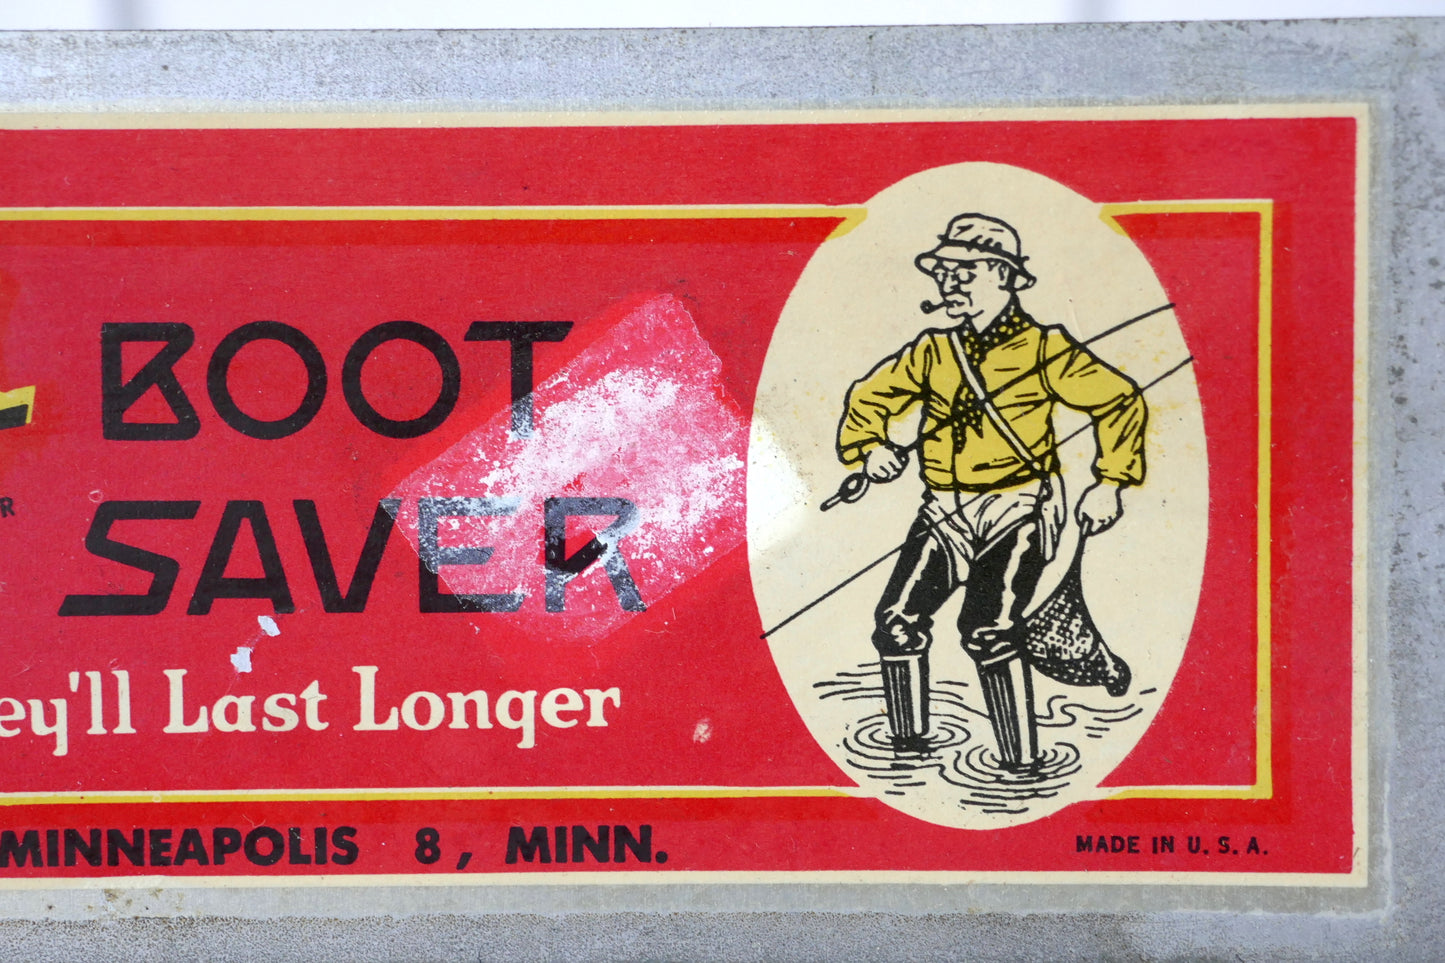 BOOT
SAVER
R
ey'll Last Longer
MINNEAPOLIS 8, MINN.
MADE IN U.S.A.